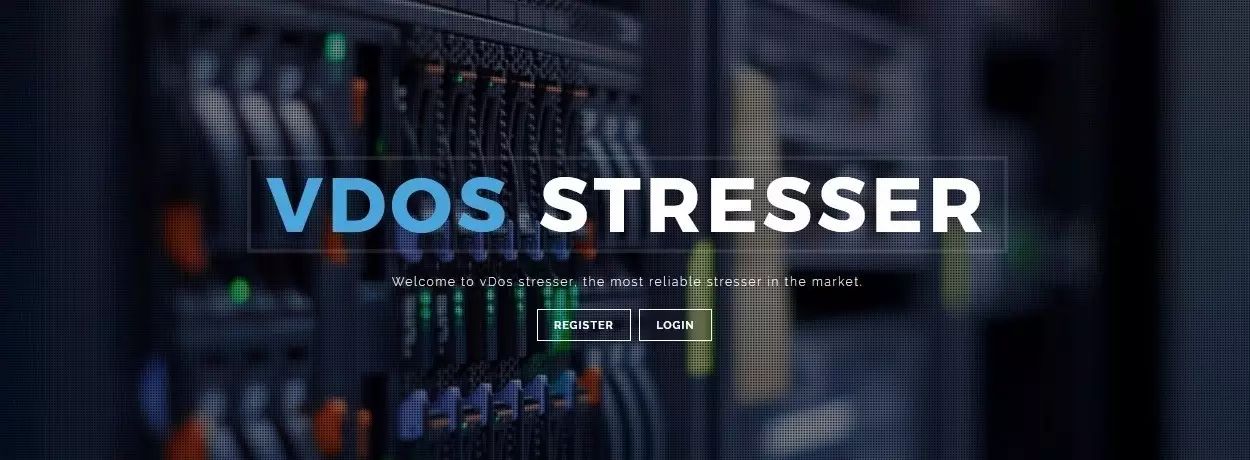 VDOS STRESSER
Welcome to vDos stresser, the most reliable stresser in the market.
REGISTER LOGIN